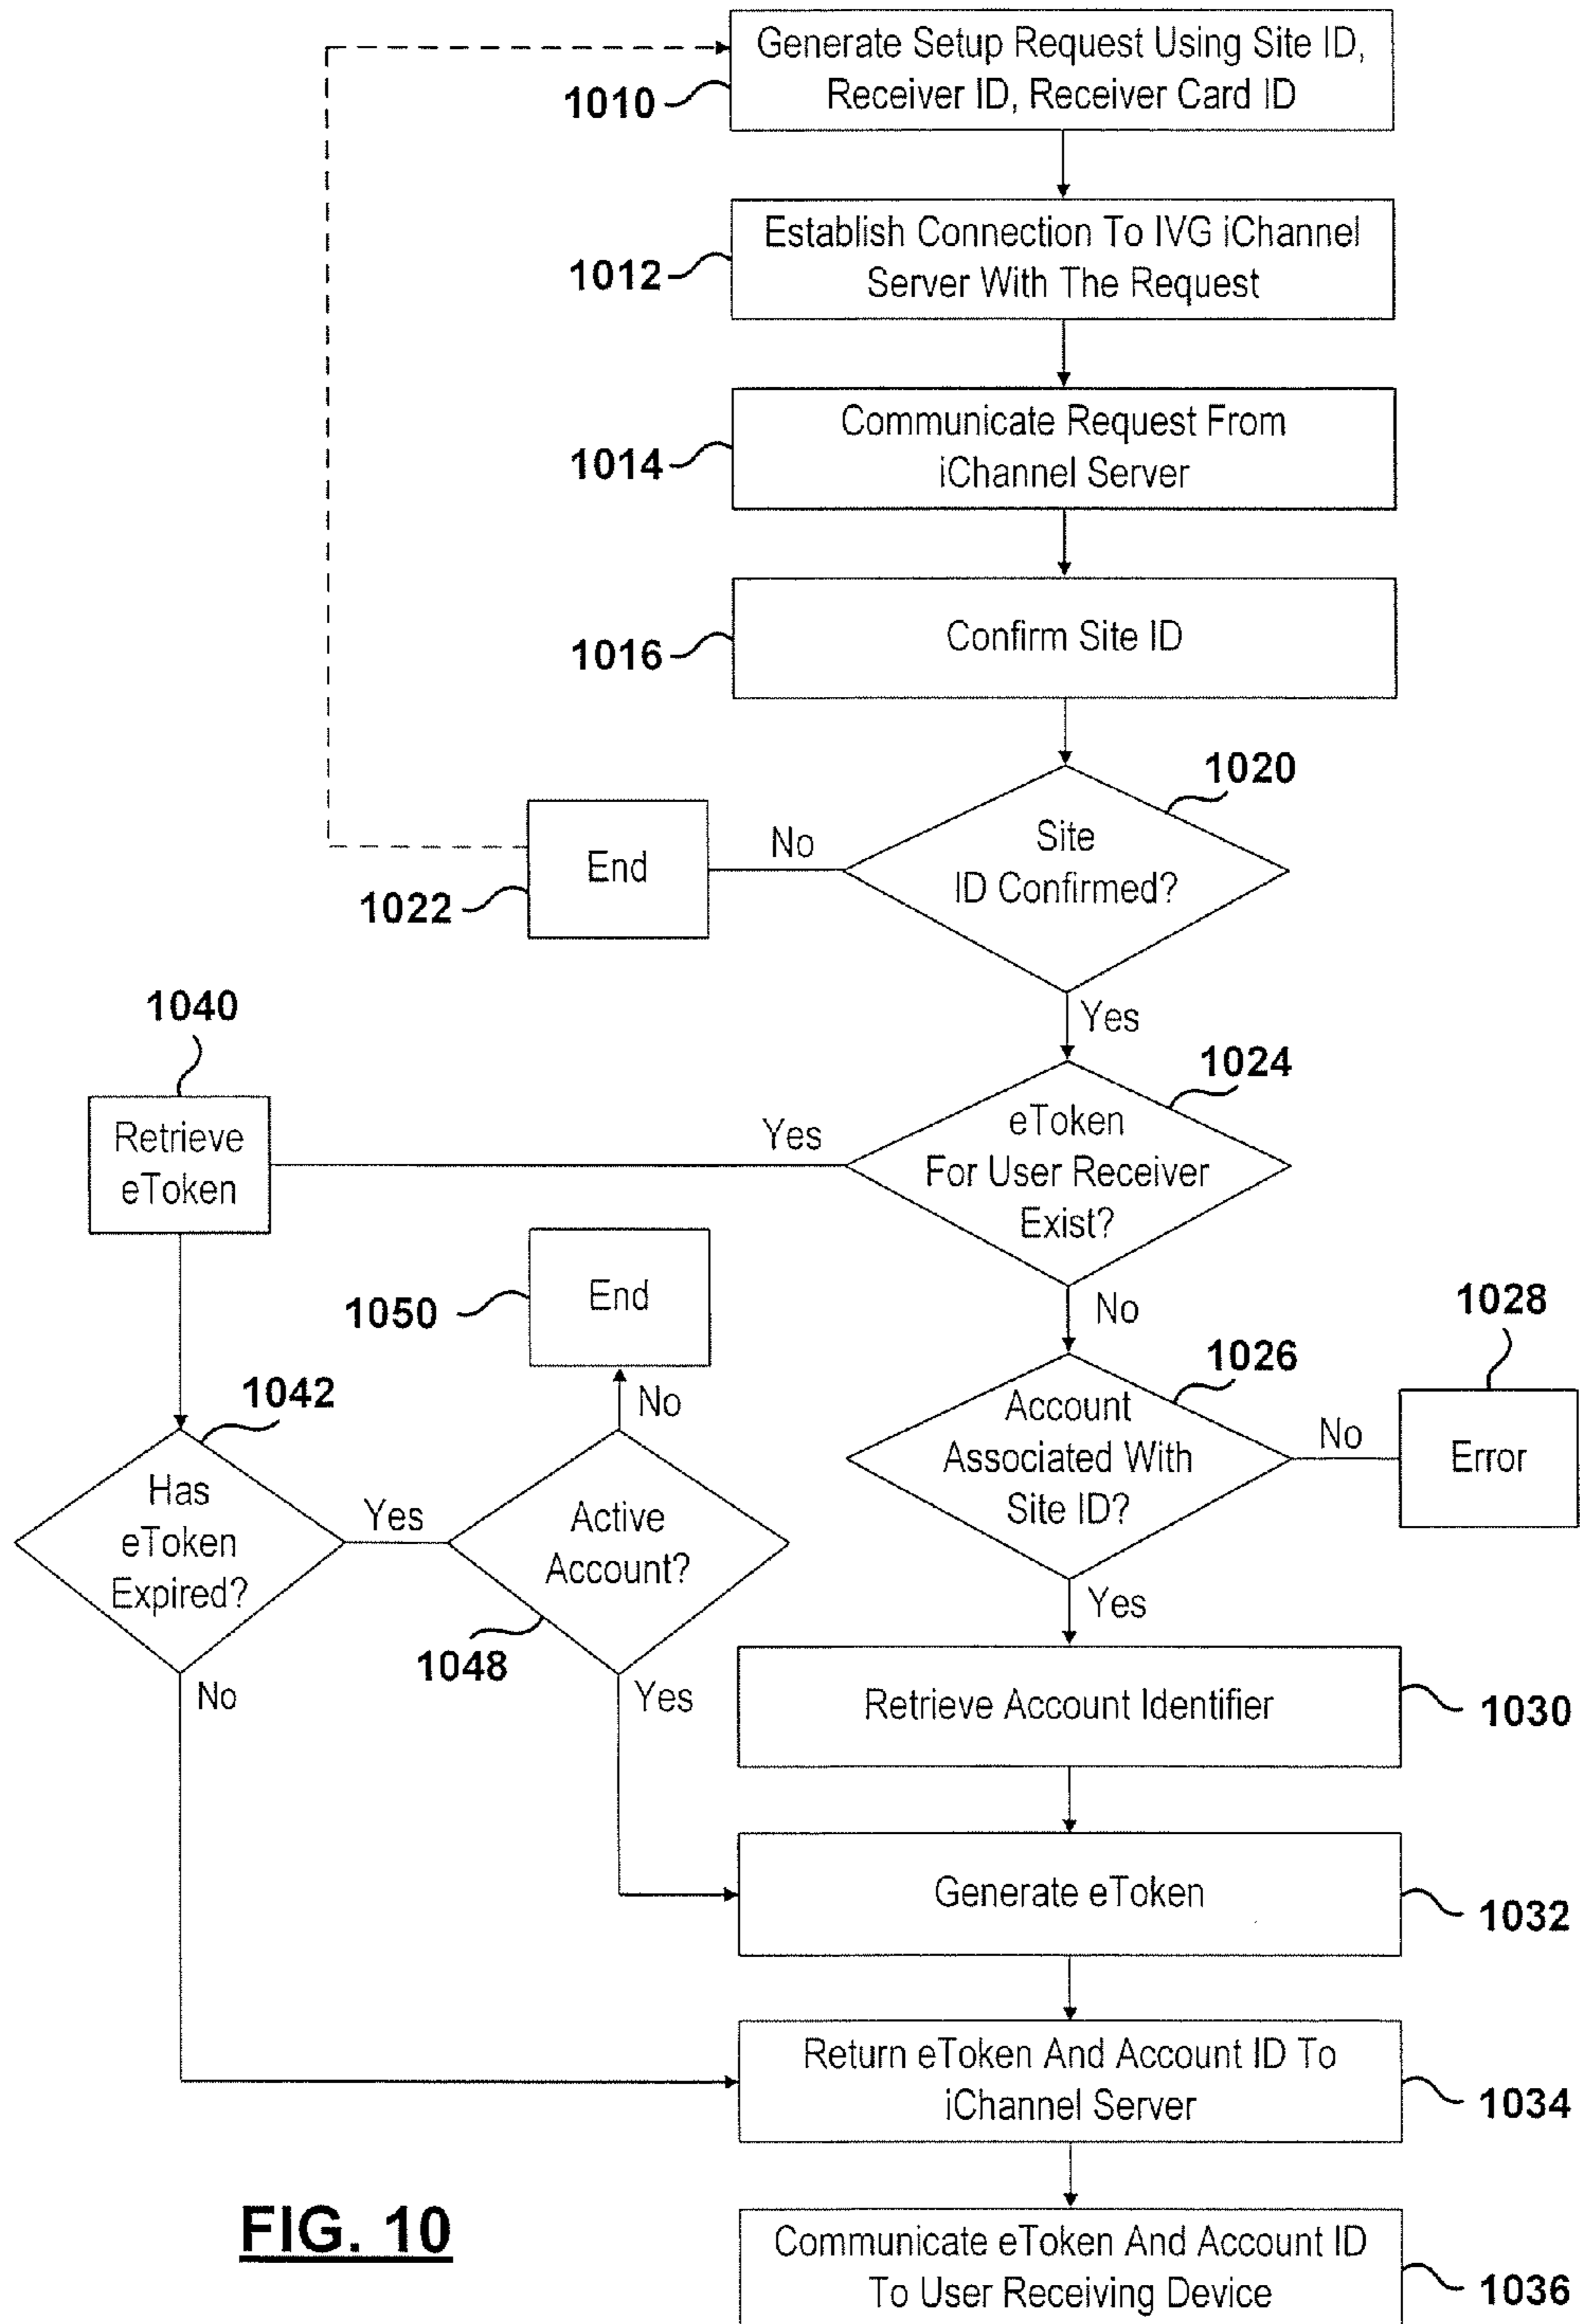 Generate Setup Request Using Site ID,
Receiver ID, Receiver Card ID
1010
Establish Connection To IVG iChannel
Server With The Request
1012
Communicate Request From
iChannel Server
1014
Confirm Site ID
1016
1020
Site
ID Confirmed?
No
End
1022
Yes
1040
1024
Retrieve
eToken
Yes
eToken
For User Receiver
Exist?
End
1050
No
1028
1026
1042
No
Account
Associated With
Site ID?
No
Error
Has
eToken
Expired?
Yes
Active
Account?
1048
Yes
No
Yes
Retrieve Account Identifier
1030
Generate eToken
1032
Return eToken And Account ID To
iChannel Server
1034
FIG. 10
Communicate eToken And Account ID
To User Receiving Device
1036